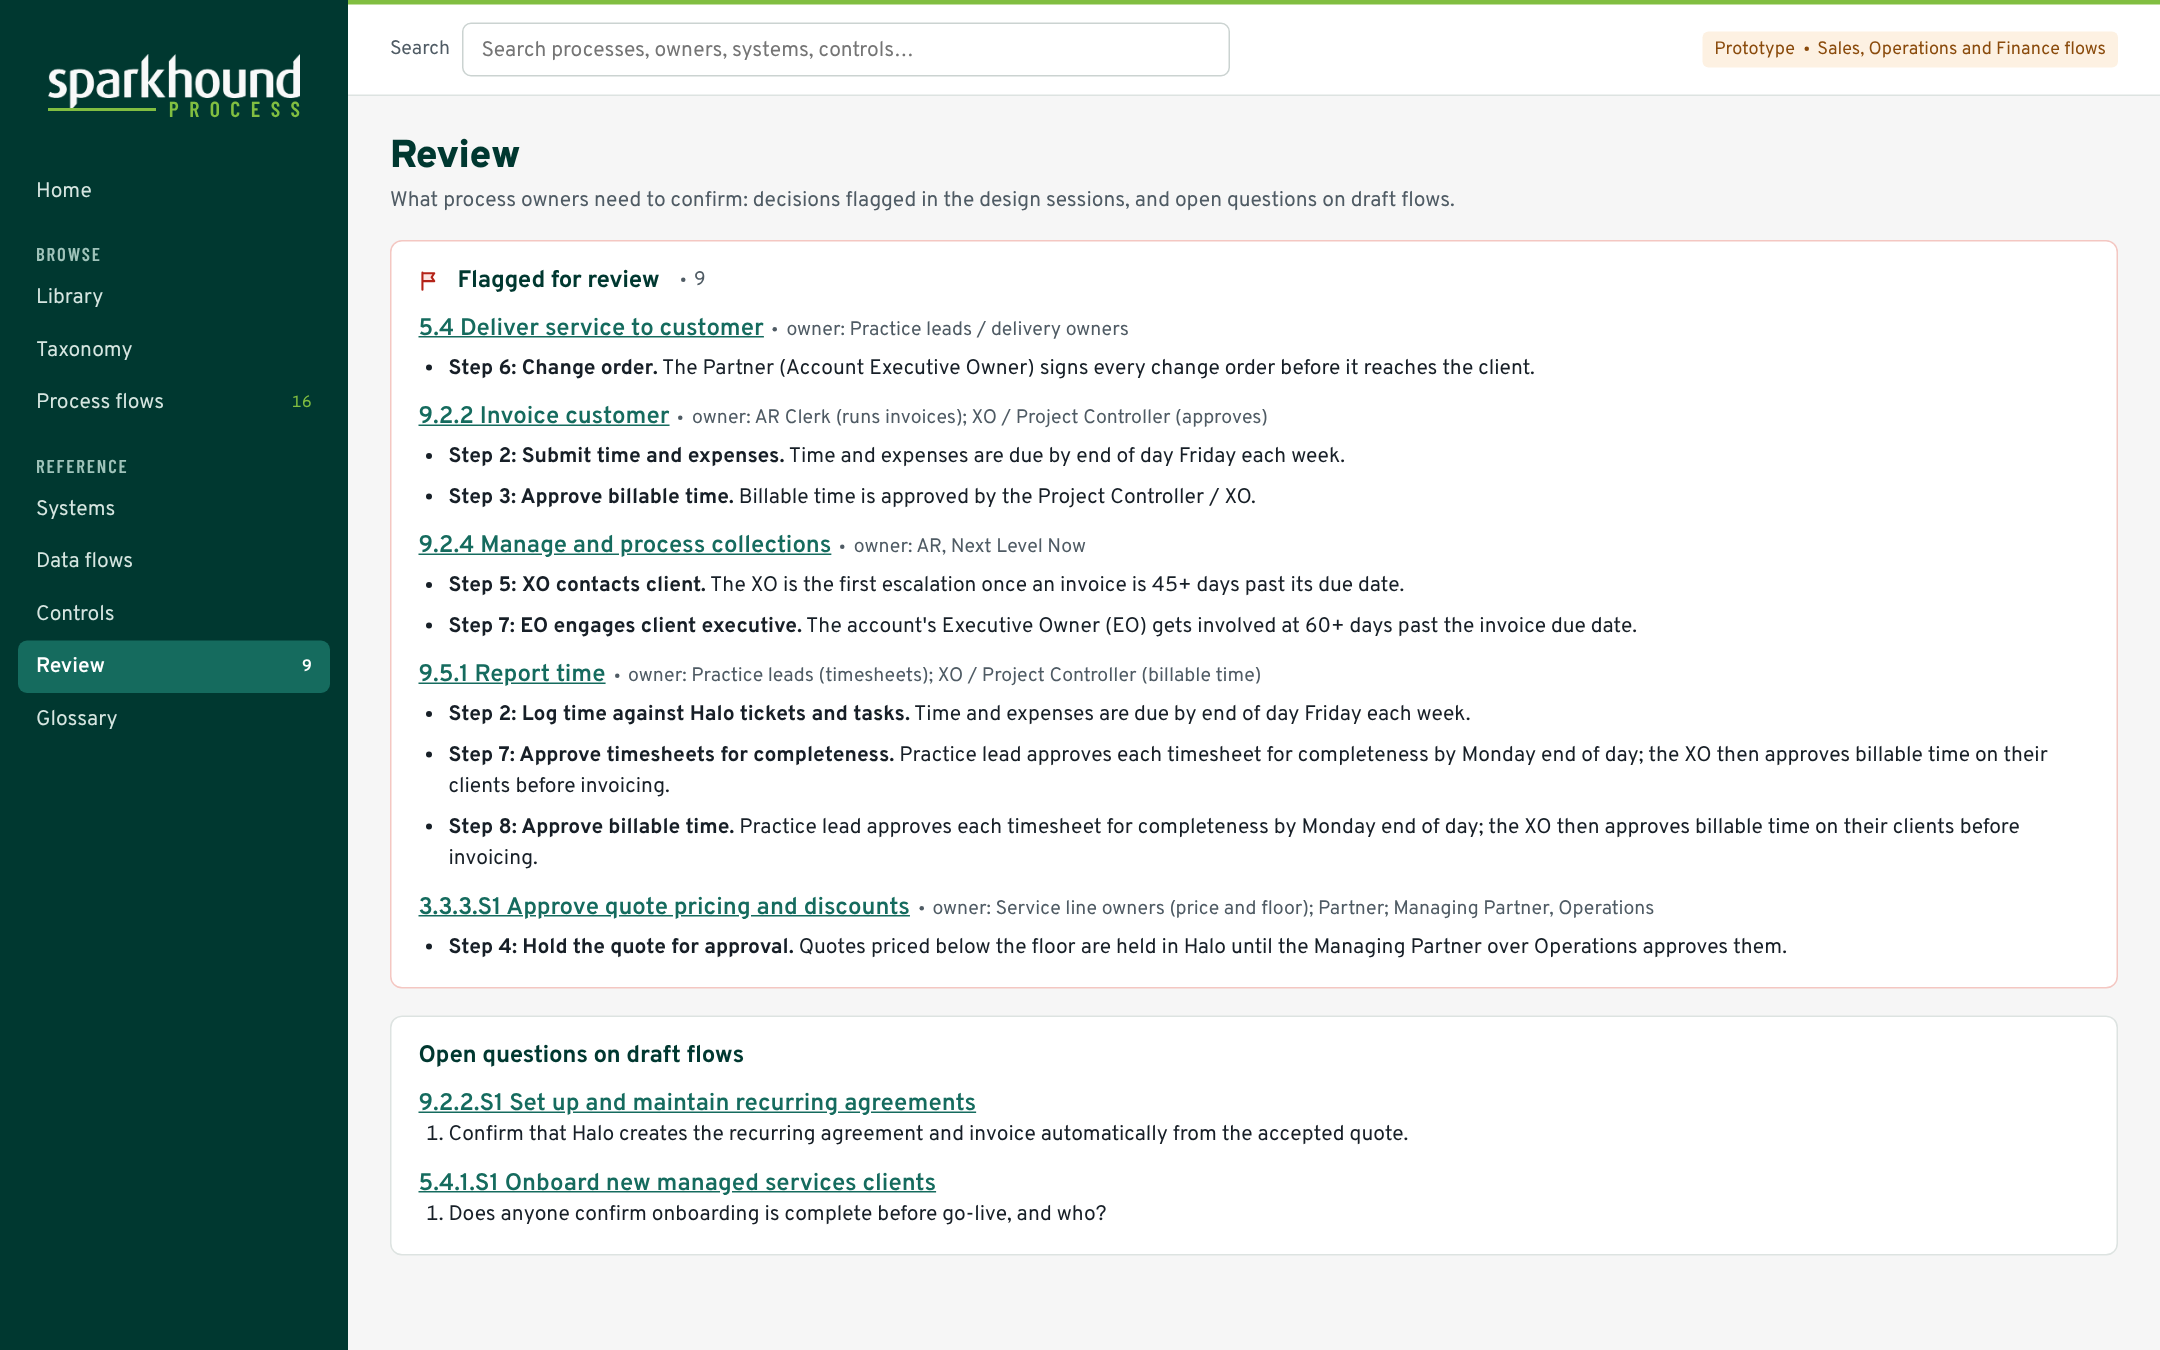 sparkhound
PROCESS
Home
BROWSE
Library
Taxonomy
Process flows 16
REFERENCE
Systems
Data flows
Controls
Review 9
Glossary
Search Search processes, owners, systems, controls...
Prototype • Sales, Operations and Finance flows
Review
What process owners need to confirm: decisions flagged in the design sessions, and open questions on draft flows.
Flagged for review • 9
5.4 Deliver service to customer • owner: Practice leads / delivery owners
• Step 6: Change order. The Partner (Account Executive Owner) signs every change order before it reaches the client.
9.2.2 Invoice customer • owner: AR Clerk (runs invoices); XO / Project Controller (approves)
• Step 2: Submit time and expenses. Time and expenses are due by end of day Friday each week.
• Step 3: Approve billable time. Billable time is approved by the Project Controller / XO.
9.2.4 Manage and process collections • owner: AR, Next Level Now
• Step 5: XO contacts client. The XO is the first escalation once an invoice is 45+ days past its due date.
• Step 7: EO engages client executive. The account's Executive Owner (EO) gets involved at 60+ days past the invoice due date.
9.5.1 Report time • owner: Practice leads (timesheets); XO / Project Controller (billable time)
• Step 2: Log time against Halo tickets and tasks. Time and expenses are due by end of day Friday each week.
• Step 7: Approve timesheets for completeness. Practice lead approves each timesheet for completeness by Monday end of day; the XO then approves billable time on their
clients before invoicing.
• Step 8: Approve billable time. Practice lead approves each timesheet for completeness by Monday end of day; the XO then approves billable time on their clients before
invoicing.
3.3.3.S1 Approve quote pricing and discounts • owner: Service line owners (price and floor); Partner; Managing Partner, Operations
• Step 4: Hold the quote for approval. Quotes priced below the floor are held in Halo until the Managing Partner over Operations approves them.
Open questions on draft flows
9.2.2.S1 Set up and maintain recurring agreements
1. Confirm that Halo creates the recurring agreement and invoice automatically from the accepted quote.
5.4.1.S1 Onboard new managed services clients
1. Does anyone confirm onboarding is complete before go-live, and who?